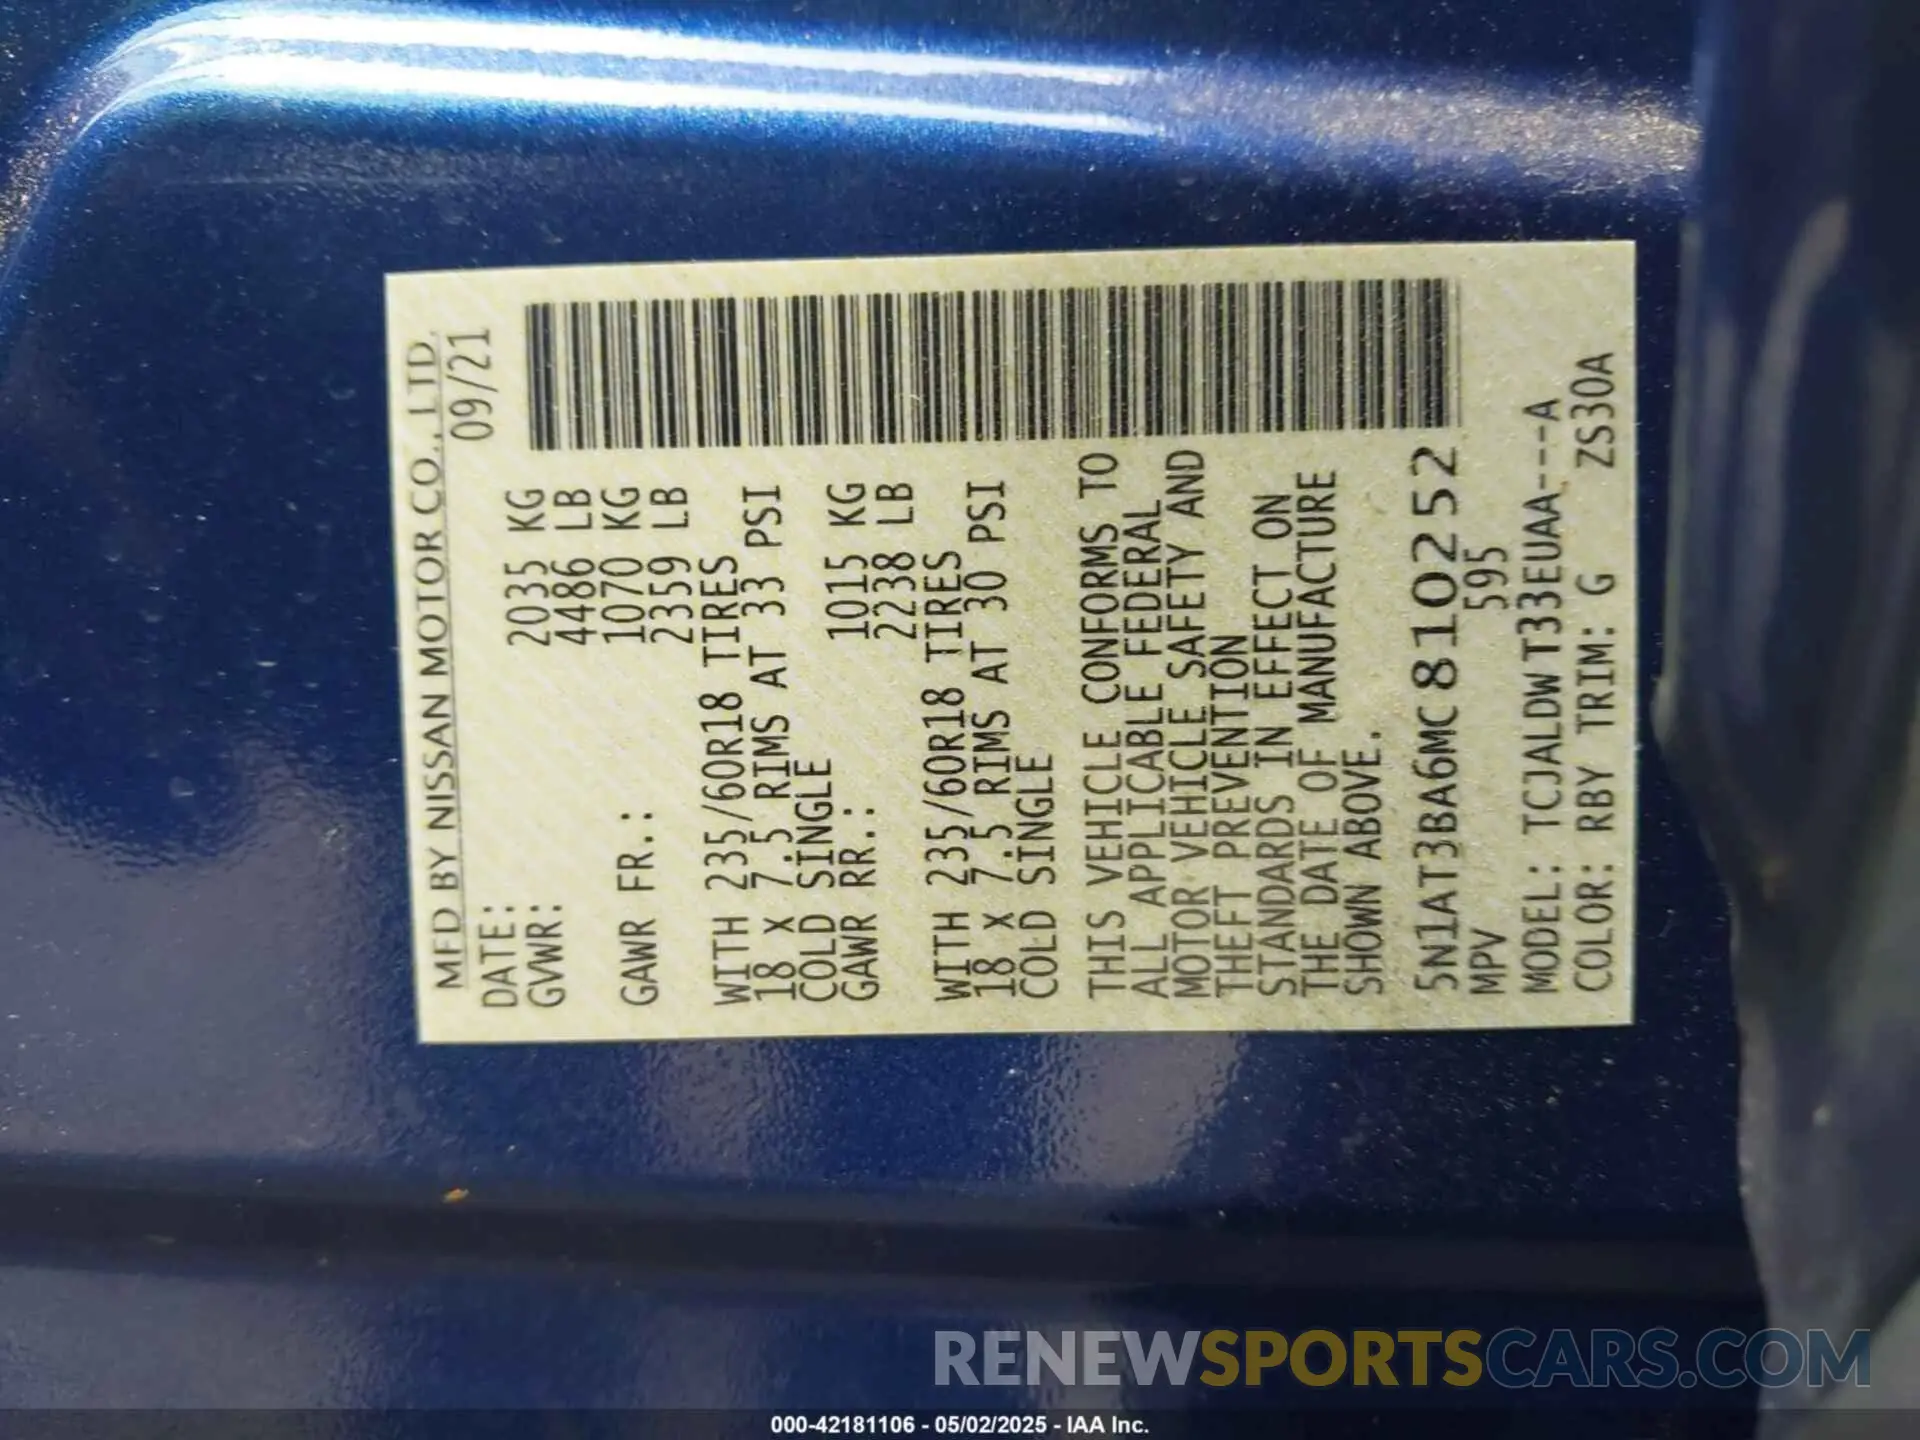 MFD BY NISSAN MOTOR CO., LTD.
DATE: 09/21
GVWR: 2035 KG
4486 LB
GAWR FR.: 1070 KG
2359 LB
WITH 235/60R18 TIRES
18 X 7.5 RIMS AT 33 PSI
COLD SINGLE
GAWR RR.: 1015 KG
2238 LB
WITH 235/60R18 TIRES
18 X 7.5 RIMS AT 30 PSI
COLD SINGLE
THIS VEHICLE CONFORMS TO
ALL APPLICABLE FEDERAL
MOTOR VEHICLE SAFETY AND
THEFT PREVENTION
STANDARDS IN EFFECT ON
THE DATE OF MANUFACTURE
SHOWN ABOVE.
5N1AT3BA6MC810252
MPV 595
MODEL: TCJALDWT33EUAA---A
COLOR: RBY TRIM: G ZS30A
RENEWSPORTSCARS.COM
000-42181106 - 05/02/2025 - IAA Inc.